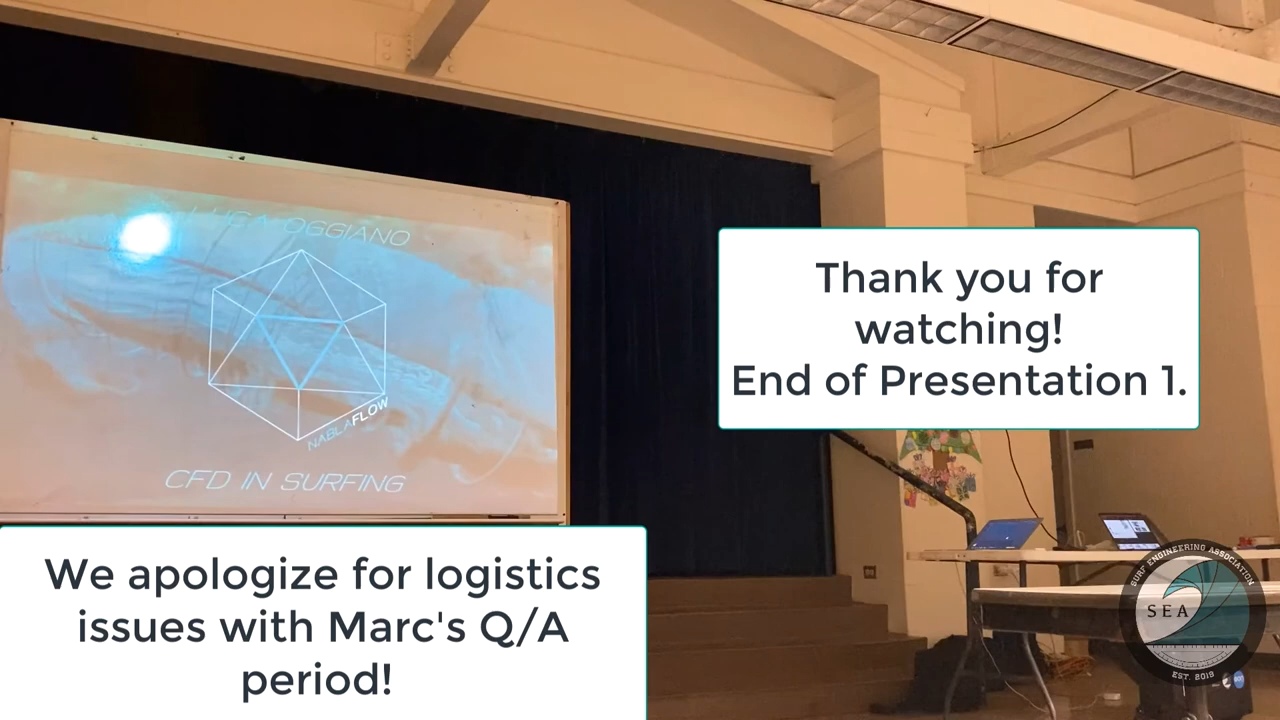 LUCA OGGIANO
NABLAFLOW
CFD IN SURFING
Thank you for
watching!
End of Presentation 1.
We apologize for logistics
issues with Marc's Q/A
period!
SURF ENGINEERING ASSOCIATION
SEA
EST. 2019